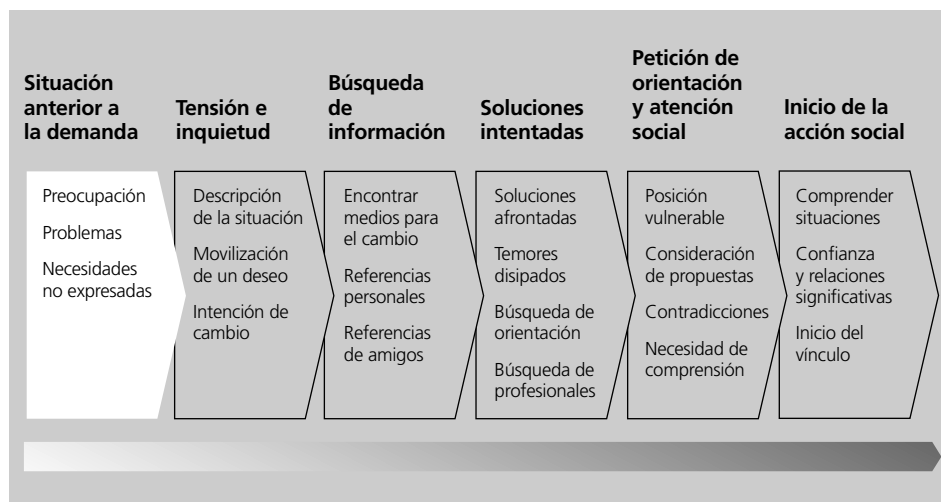 Situación
anterior a
la demanda
Preocupación
Problemas
Necesidades
no expresadas
Tensión e
inquietud
Descripción
de la situación
Movilización
de un deseo
Intención de
cambio
Búsqueda
de
información
Encontrar
medios para
el cambio
Referencias
personales
Referencias
de amigos
Soluciones
intentadas
Soluciones
afrontadas
Temores
disipados
Búsqueda de
orientación
Búsqueda de
profesionales
Petición de
orientación
y atención
social
Posición
vulnerable
Consideración
de propuestas
Contradicciones
Necesidad de
comprensión
Inicio de la
acción social
Comprender
situaciones
Confianza
y relaciones
significativas
Inicio del
vínculo